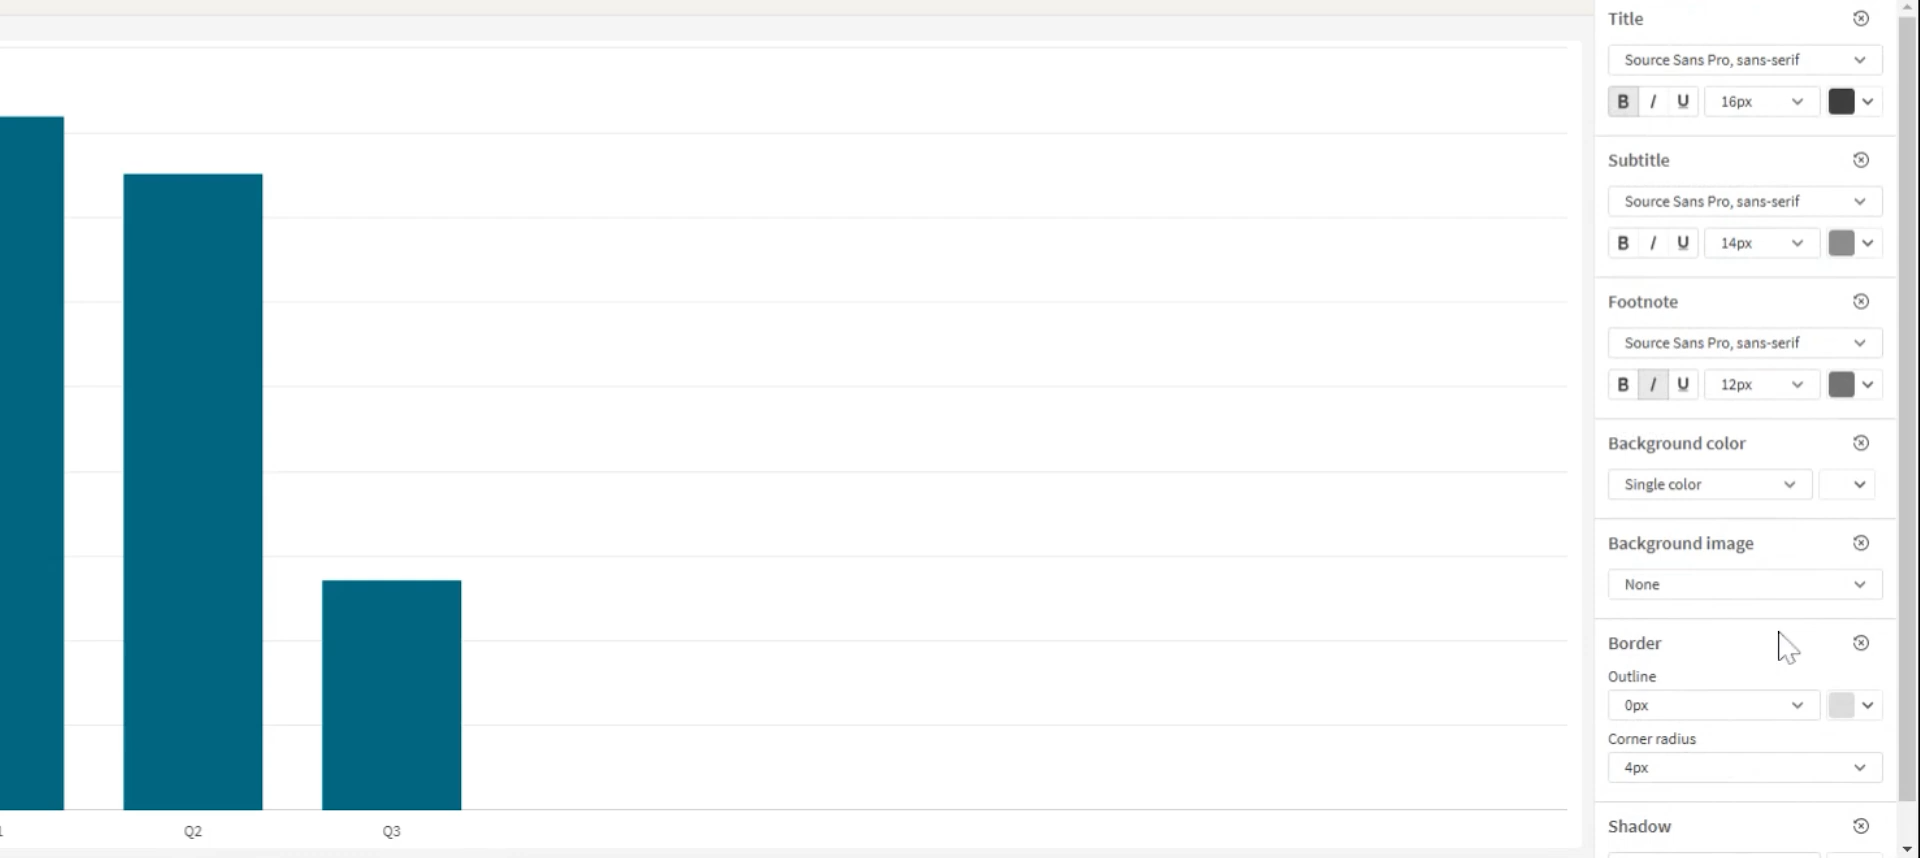 Title
Source Sans Pro, sans-serif
B I U 16px
Subtitle
Source Sans Pro, sans-serif
B I U 14px
Footnote
Source Sans Pro, sans-serif
B I U 12px
Background color
Single color
Background image
None
Border
Outline
0px
Corner radius
4px
Shadow
Q2 Q3